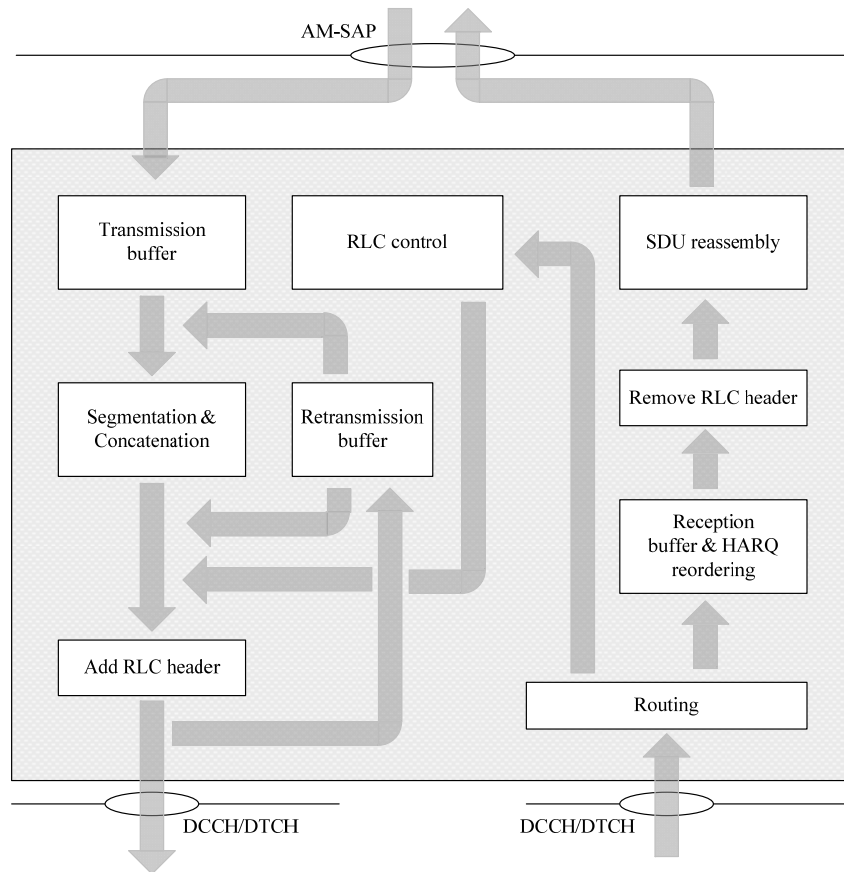 AM-SAP
Transmission
buffer
RLC control
SDU reassembly
Segmentation &
Concatenation
Retransmission
buffer
Remove RLC header
Reception
buffer & HARQ
reordering
Add RLC header
Routing
DCCH/DTCH
DCCH/DTCH